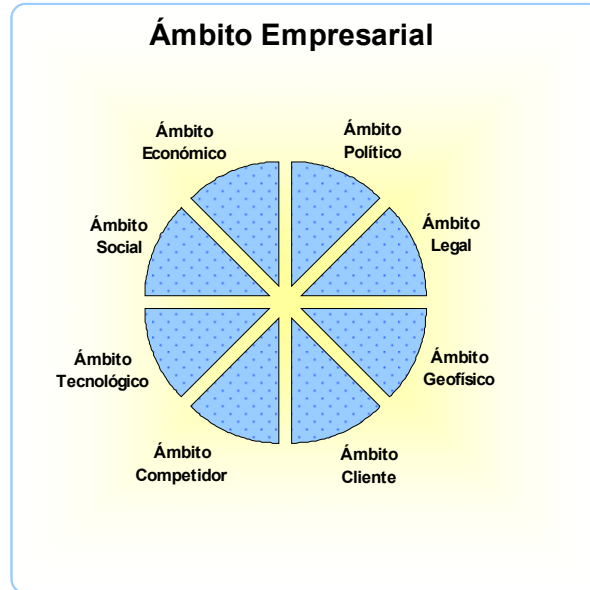 Ámbito Empresarial
Ámbito
Económico
Ámbito
Político
Ámbito
Social
Ámbito
Legal
Ámbito
Tecnológico
Ámbito
Geofísico
Ámbito
Competidor
Ámbito
Cliente